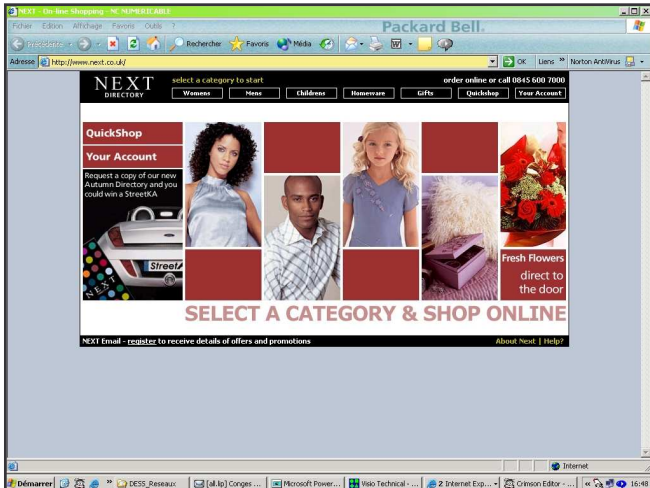 NEXT - On-line Shopping - NC NUMERICABLE
Fichier Edition Affichage Favoris Outils ?
Packard Bell.
Précédente Rechercher Favoris Média
Adresse http://www.next.co.uk/ OK Liens » Norton AntiVirus
NEXT
DIRECTORY
select a category to start
order online or call 0845 600 7000
Womens Mens Childrens Homeware Gifts Quickshop Your Account
QuickShop
Your Account
Request a copy of our new
Autumn Directory and you
could win a StreetKA
StreetKA
NEXT
Fresh Flowers
direct to
the door
SELECT A CATEGORY & SHOP ONLINE
NEXT Email - register to receive details of offers and promotions
About Next | Help?
Internet
Démarrer » DESS_Reseaux [all.lip] Conges ... Microsoft Power... Visio Technical - ... 2 Internet Exp... Crimson Editor - ... « 16:48